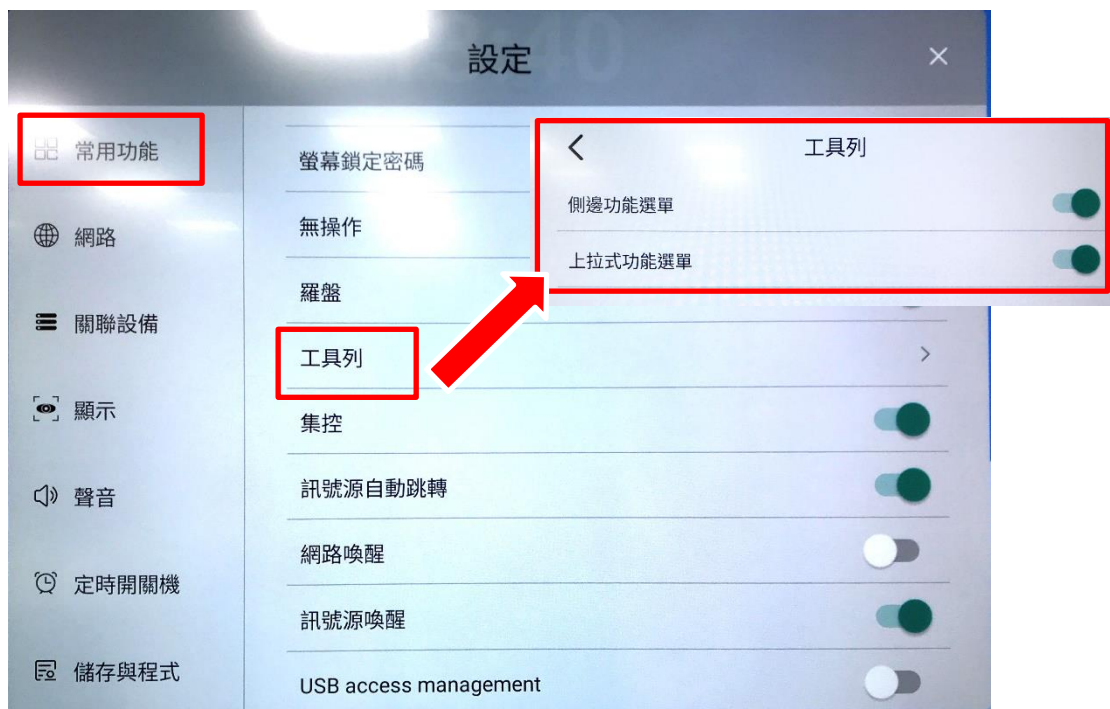 設定
常用功能
網路
關聯設備
顯示
聲音
定時開關機
儲存與程式
螢幕鎖定密碼
無操作
羅盤
工具列
集控
訊號源自動跳轉
網路喚醒
訊號源喚醒
USB access management
工具列
側邊功能選單
上拉式功能選單